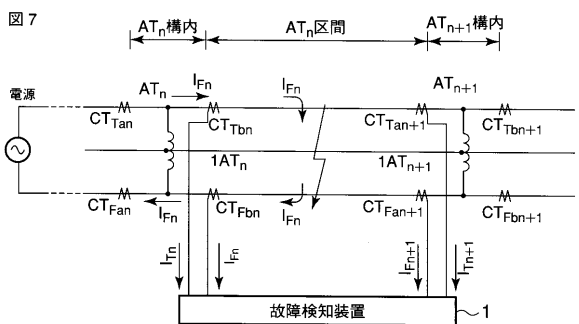 図7
ATn構内
ATn区間
ATn+1構内
電源
ATn
IFn
IFn
ATn+1
CTTan
CTTbn
CTTan+1
CTTbn+1
1ATn
1ATn+1
CTFan
IFn
CTFbn
IFn
CTFan+1
CTFbn+1
ITn
IFn
IFn+1
ITn+1
故障検知装置
1